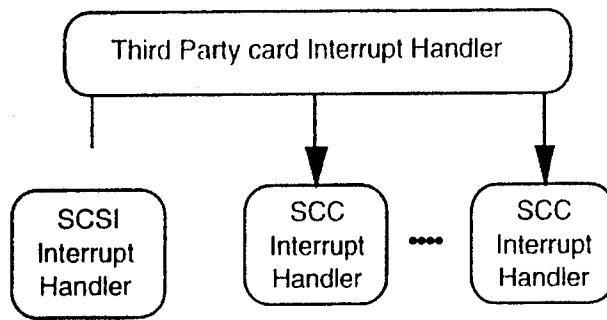 Third Party card Interrupt Handler
SCSI
Interrupt
Handler
SCC
Interrupt
Handler
SCC
Interrupt
Handler